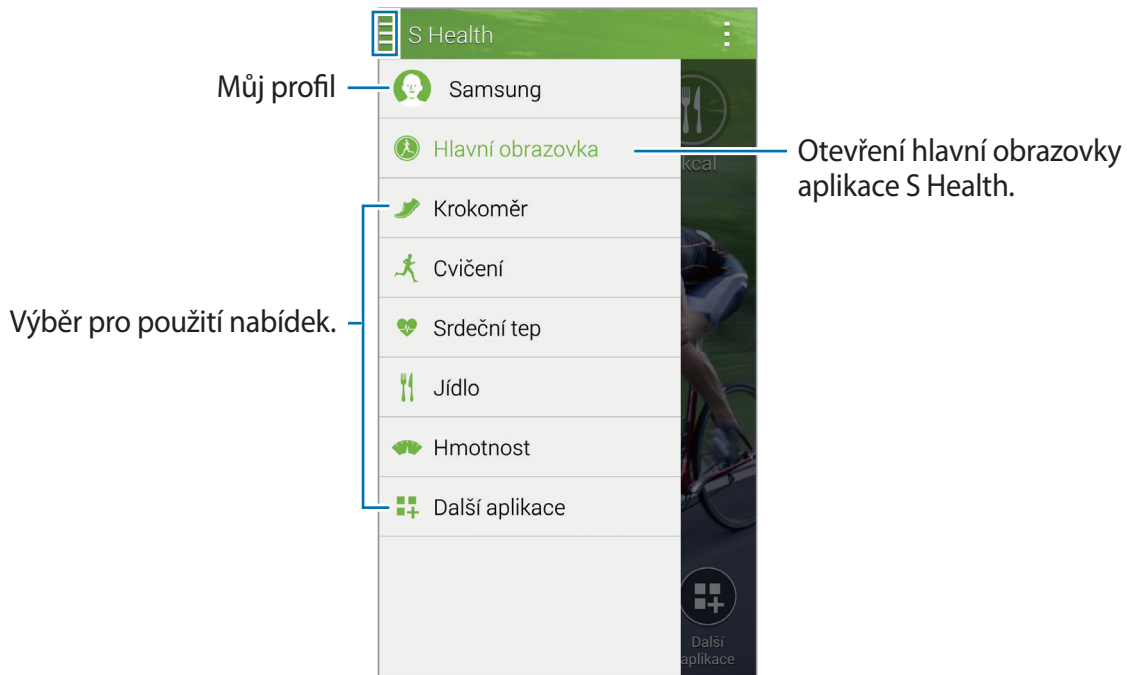 S Health
Můj profil
Samsung
Hlavní obrazovka
kcal
Otevření hlavní obrazovky
aplikace S Health.
Krokoměr
Cvičení
Výběr pro použití nabídek.
Srdeční tep
Jídlo
Hmotnost
Další aplikace
Další
aplikace